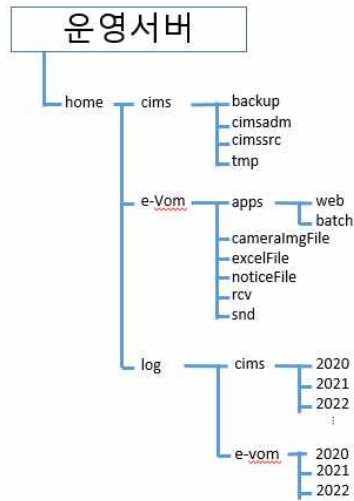 운영서버
home cims backup
cimsadm
cimssrc
tmp
e-Vom apps web
batch
cameraImgFile
excelFile
noticeFile
rcv
snd
log cims 2020
2021
2022
⋮
e-vom 2020
2021
2022